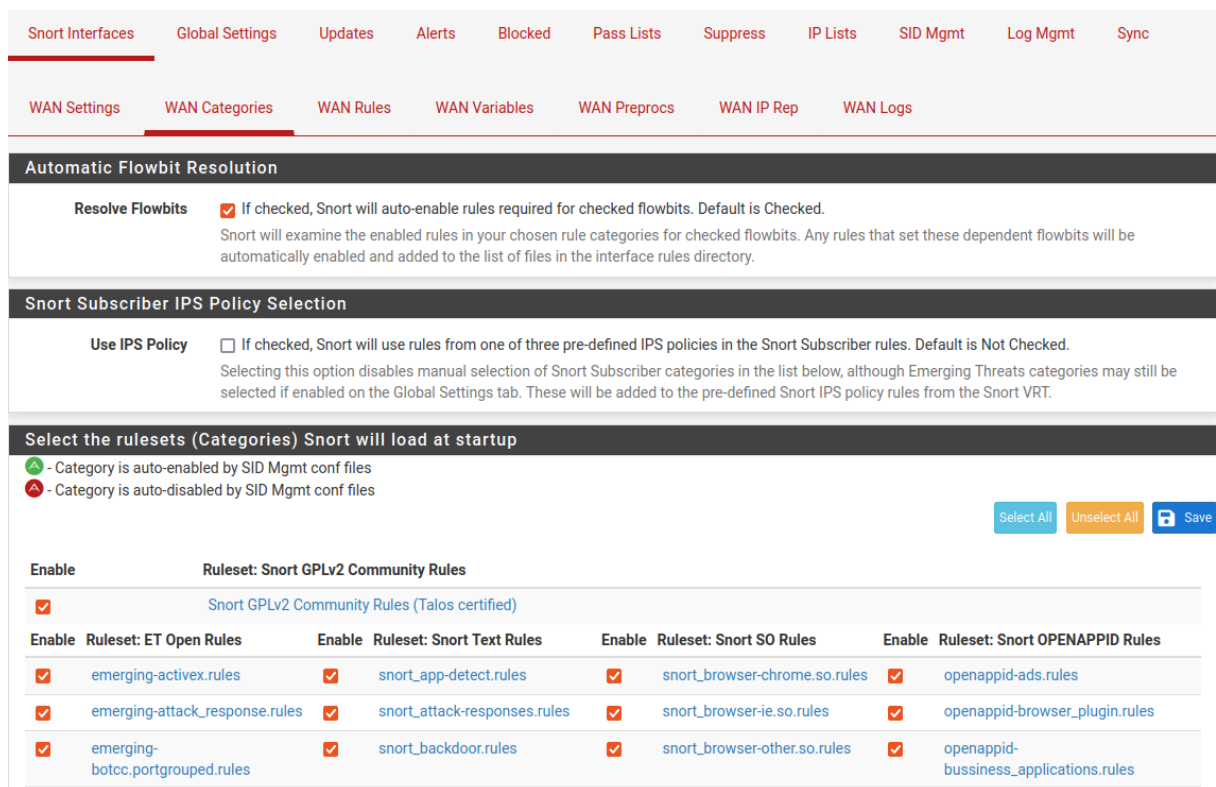 Snort Interfaces Global Settings Updates Alerts Blocked Pass Lists Suppress IP Lists SID Mgmt Log Mgmt Sync
WAN Settings WAN Categories WAN Rules WAN Variables WAN Preprocs WAN IP Rep WAN Logs
Automatic Flowbit Resolution
Resolve Flowbits If checked, Snort will auto-enable rules required for checked flowbits. Default is Checked.
Snort will examine the enabled rules in your chosen rule categories for checked flowbits. Any rules that set these dependent flowbits will be
automatically enabled and added to the list of files in the interface rules directory.
Snort Subscriber IPS Policy Selection
Use IPS Policy If checked, Snort will use rules from one of three pre-defined IPS policies in the Snort Subscriber rules. Default is Not Checked.
Selecting this option disables manual selection of Snort Subscriber categories in the list below, although Emerging Threats categories may still be
selected if enabled on the Global Settings tab. These will be added to the pre-defined Snort IPS policy rules from the Snort VRT.
Select the rulesets (Categories) Snort will load at startup
A - Category is auto-enabled by SID Mgmt conf files
A - Category is auto-disabled by SID Mgmt conf files
Select All Unselect All Save
Enable Ruleset: Snort GPLv2 Community Rules
Snort GPLv2 Community Rules (Talos certified)
Enable Ruleset: ET Open Rules Enable Ruleset: Snort Text Rules Enable Ruleset: Snort SO Rules Enable Ruleset: Snort OPENAPPID Rules
emerging-activex.rules snort_app-detect.rules snort_browser-chrome.so.rules openappid-ads.rules
emerging-attack_response.rules snort_attack-responses.rules snort_browser-ie.so.rules openappid-browser_plugin.rules
emerging- snort_backdoor.rules snort_browser-other.so.rules openappid-
botcc.portgrouped.rules bussiness_applications.rules